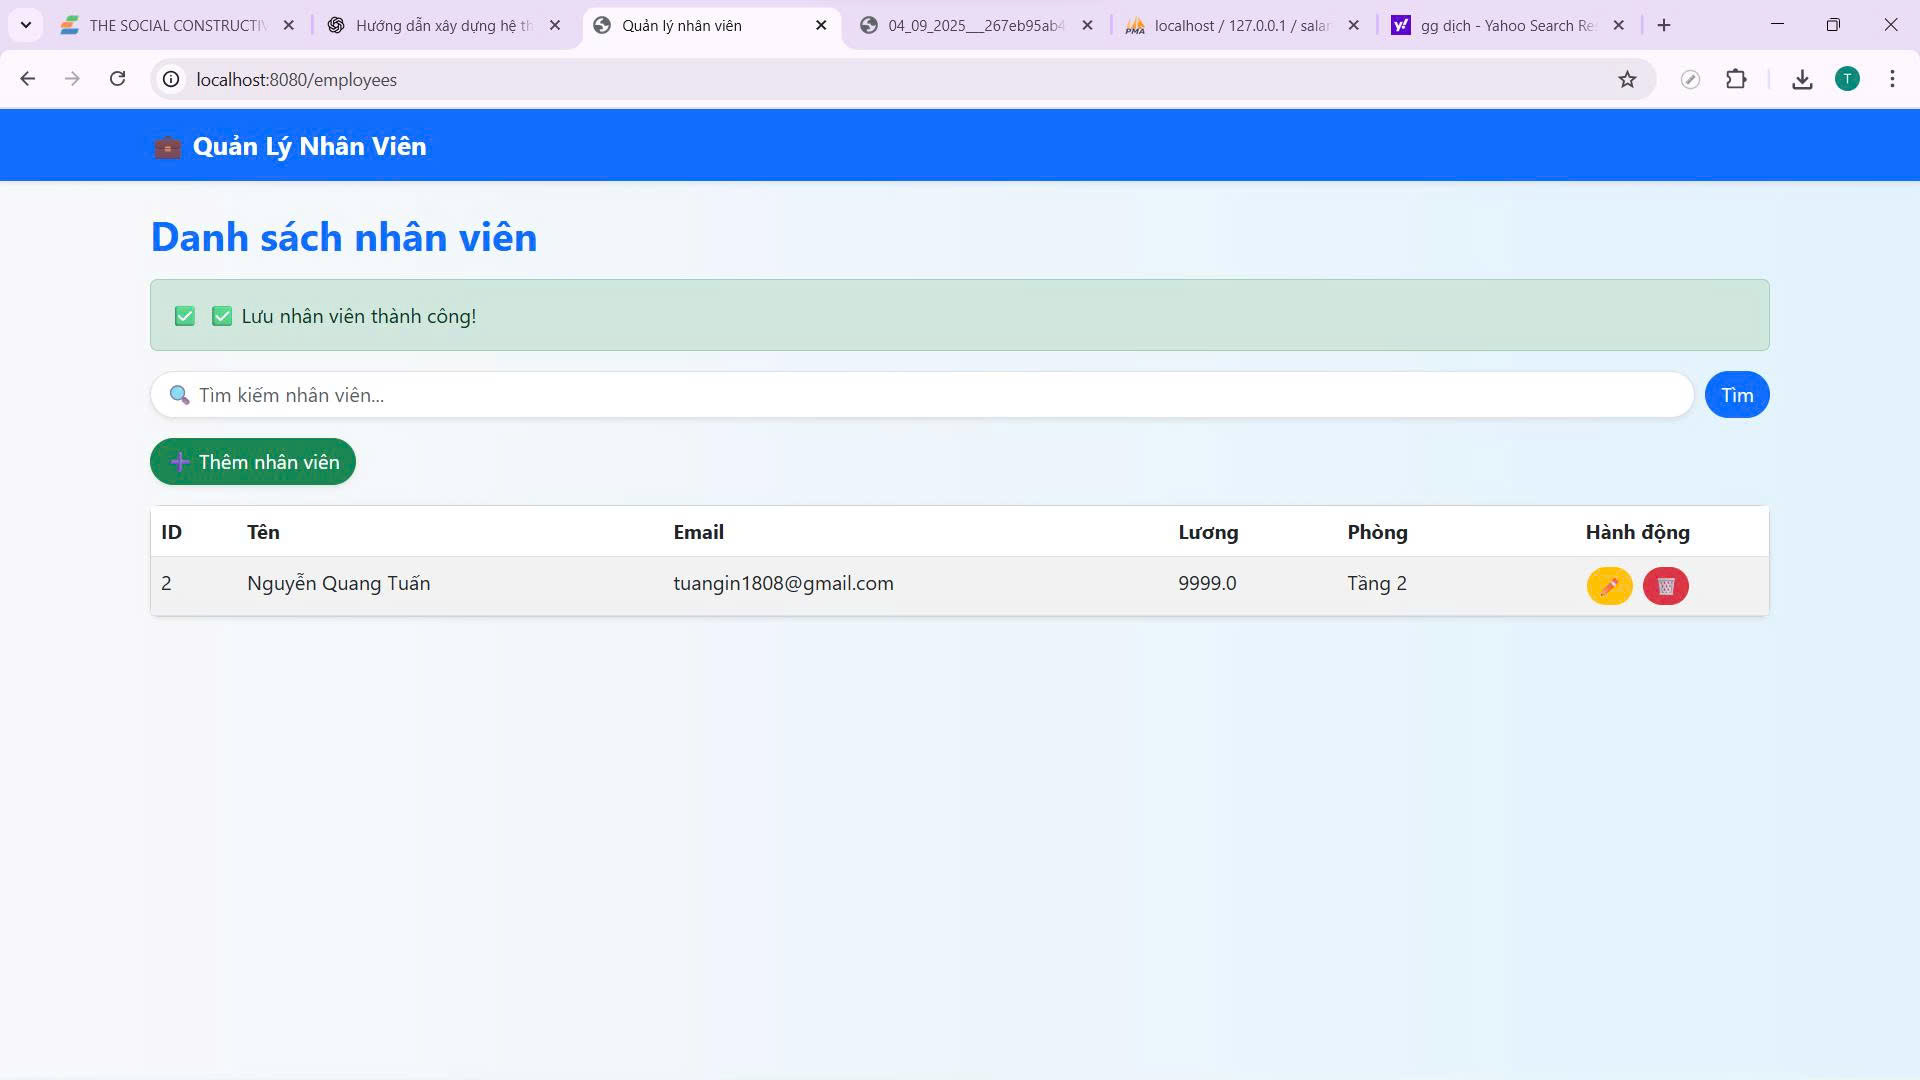 THE SOCIAL CONSTRUCTIV
Hướng dẫn xây dựng hệ th
Quản lý nhân viên
04_09_2025___267eb95ab4
localhost / 127.0.0.1 / salar
gg dịch - Yahoo Search Re
localhost:8080/employees
T
Quản Lý Nhân Viên
Danh sách nhân viên
✅ ✅ Lưu nhân viên thành công!
🔍 Tìm kiếm nhân viên...
Tìm
➕ Thêm nhân viên
ID Tên Email Lương Phòng Hành động
2 Nguyễn Quang Tuấn tuangin1808@gmail.com 9999.0 Tầng 2